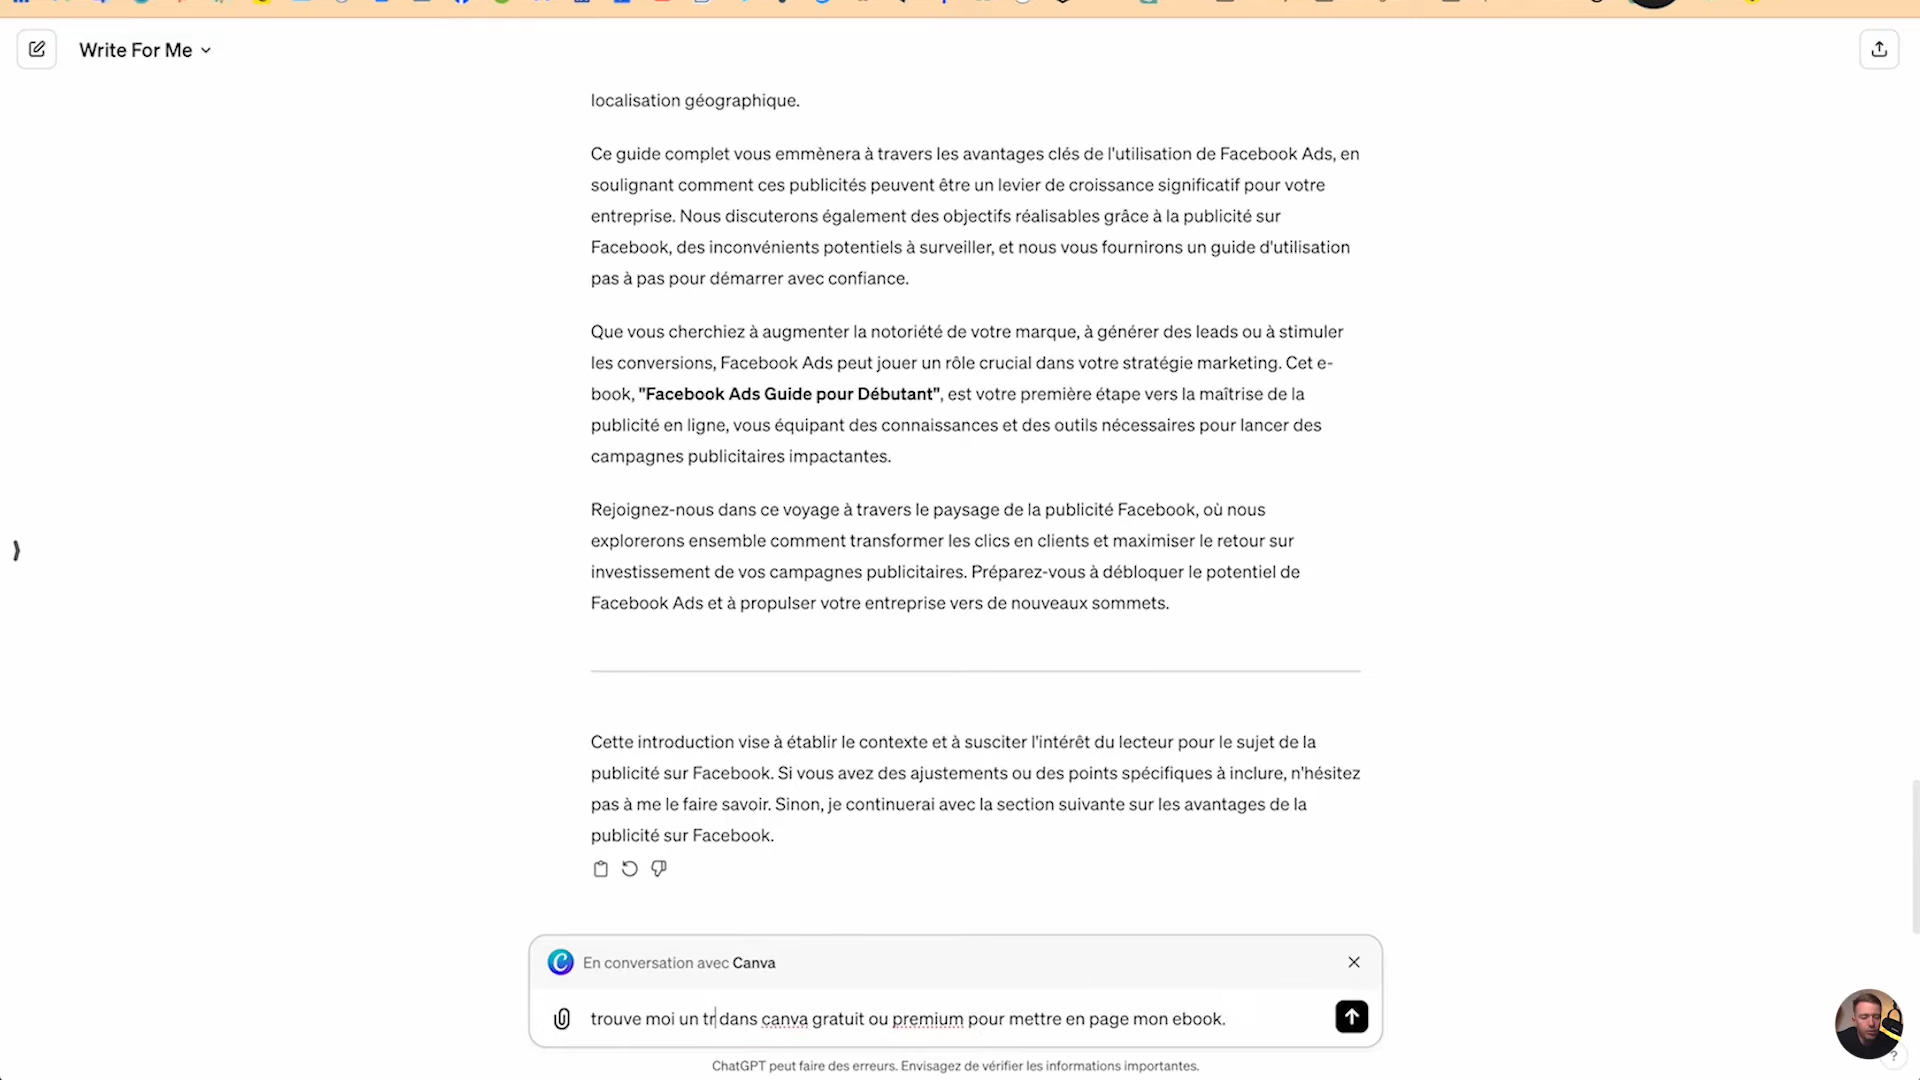 Write For Me
localisation géographique.
Ce guide complet vous emmènera à travers les avantages clés de l'utilisation de Facebook Ads, en
soulignant comment ces publicités peuvent être un levier de croissance significatif pour votre
entreprise. Nous discuterons également des objectifs réalisables grâce à la publicité sur
Facebook, des inconvénients potentiels à surveiller, et nous vous fournirons un guide d'utilisation
pas à pas pour démarrer avec confiance.
Que vous cherchiez à augmenter la notoriété de votre marque, à générer des leads ou à stimuler
les conversions, Facebook Ads peut jouer un rôle crucial dans votre stratégie marketing. Cet e-
book, "Facebook Ads Guide pour Débutant", est votre première étape vers la maîtrise de la
publicité en ligne, vous équipant des connaissances et des outils nécessaires pour lancer des
campagnes publicitaires impactantes.
Rejoignez-nous dans ce voyage à travers le paysage de la publicité Facebook, où nous
explorerons ensemble comment transformer les clics en clients et maximiser le retour sur
investissement de vos campagnes publicitaires. Préparez-vous à débloquer le potentiel de
Facebook Ads et à propulser votre entreprise vers de nouveaux sommets.
Cette introduction vise à établir le contexte et à susciter l'intérêt du lecteur pour le sujet de la
publicité sur Facebook. Si vous avez des ajustements ou des points spécifiques à inclure, n'hésitez
pas à me le faire savoir. Sinon, je continuerai avec la section suivante sur les avantages de la
publicité sur Facebook.
En conversation avec Canva
trouve moi un tr dans canva gratuit ou premium pour mettre en page mon ebook.
ChatGPT peut faire des erreurs. Envisagez de vérifier les informations importantes.
?